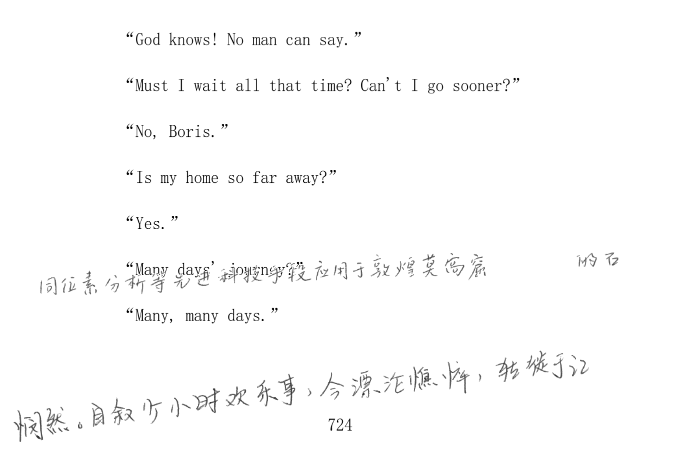 “God knows! No man can say.”
“Must I wait all that time? Can't I go sooner?”
“No, Boris.”
“Is my home so far away?”
“Yes.”
“Many days' journey?”
同位素分析等先进科技手段应用于敦煌莫高窟 的石
“Many, many days.”
悯然。自叙少小时欢乐事，今漂沦憔悴，转徙于江
724